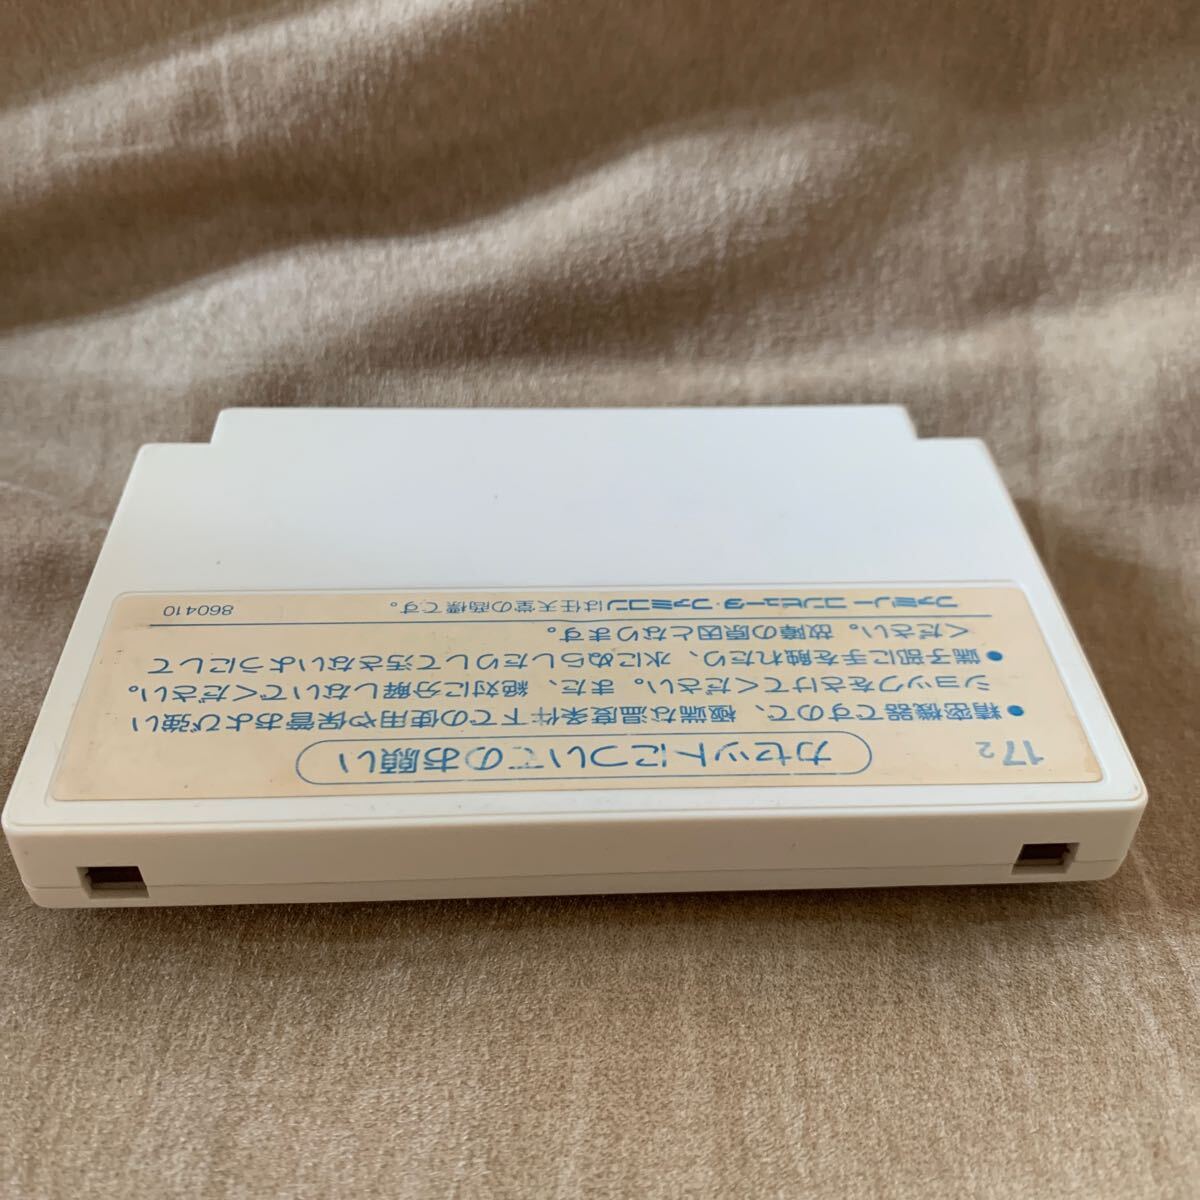 カセットについてのお願い
●精密機器ですので、極端な温度条件下での使用や保管および強い
ショックをさけてください。また、絶対に分解しないでください。
●端子部に手を触れたり、水にぬらしたりして汚さないようにして
ください。故障の原因となります。
ファミリーコンピュータ・ファミコンは任天堂の商標です。 860410
172